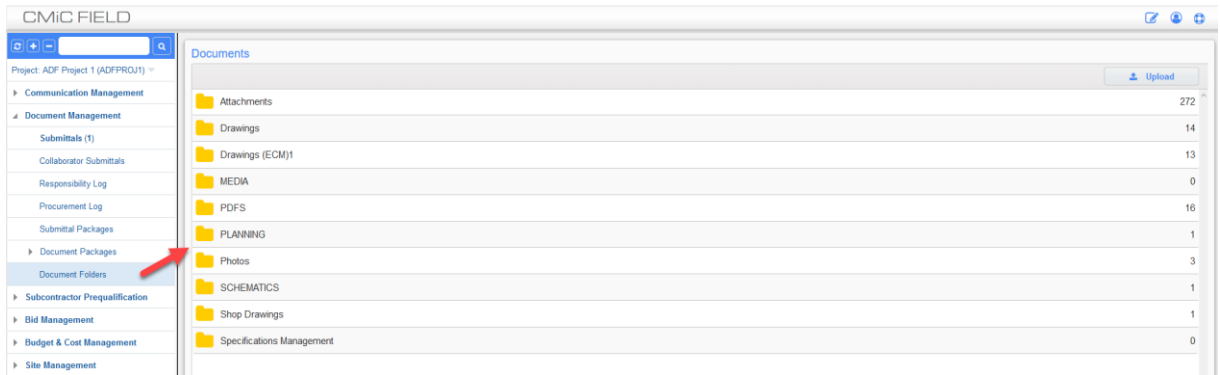 CMiC FIELD
Project: ADF Project 1 (ADFPROJ1)
Communication Management
Document Management
Submittals (1)
Collaborator Submittals
Responsibility Log
Procurement Log
Submittal Packages
Document Packages
Document Folders
Subcontractor Prequalification
Bid Management
Budget & Cost Management
Site Management
Documents
Upload
Attachments 272
Drawings 14
Drawings (ECM)1 13
MEDIA 0
PDFS 16
PLANNING 1
Photos 3
SCHEMATICS 1
Shop Drawings 1
Specifications Management 0